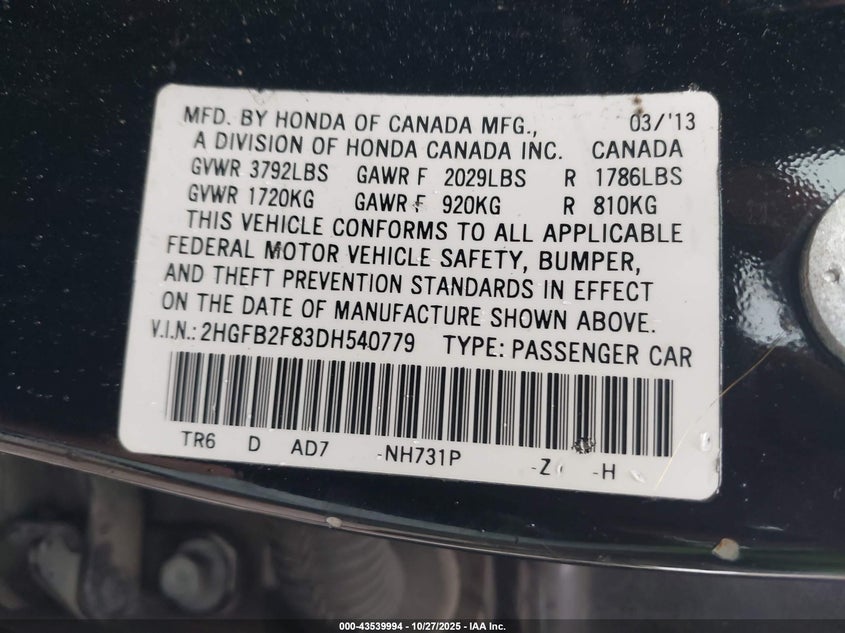 MFD. BY HONDA OF CANADA MFG., 03/'13
A DIVISION OF HONDA CANADA INC. CANADA
GVWR 3792LBS GAWR F 2029LBS R 1786LBS
GVWR 1720KG GAWR F 920KG R 810KG
THIS VEHICLE CONFORMS TO ALL APPLICABLE
FEDERAL MOTOR VEHICLE SAFETY, BUMPER,
AND THEFT PREVENTION STANDARDS IN EFFECT
ON THE DATE OF MANUFACTURE SHOWN ABOVE.
V.I.N.: 2HGFB2F83DH540779 TYPE: PASSENGER CAR
TR6 D AD7 -NH731P -Z -H
000-43539994 | 10/27/2025 | IAA Inc.